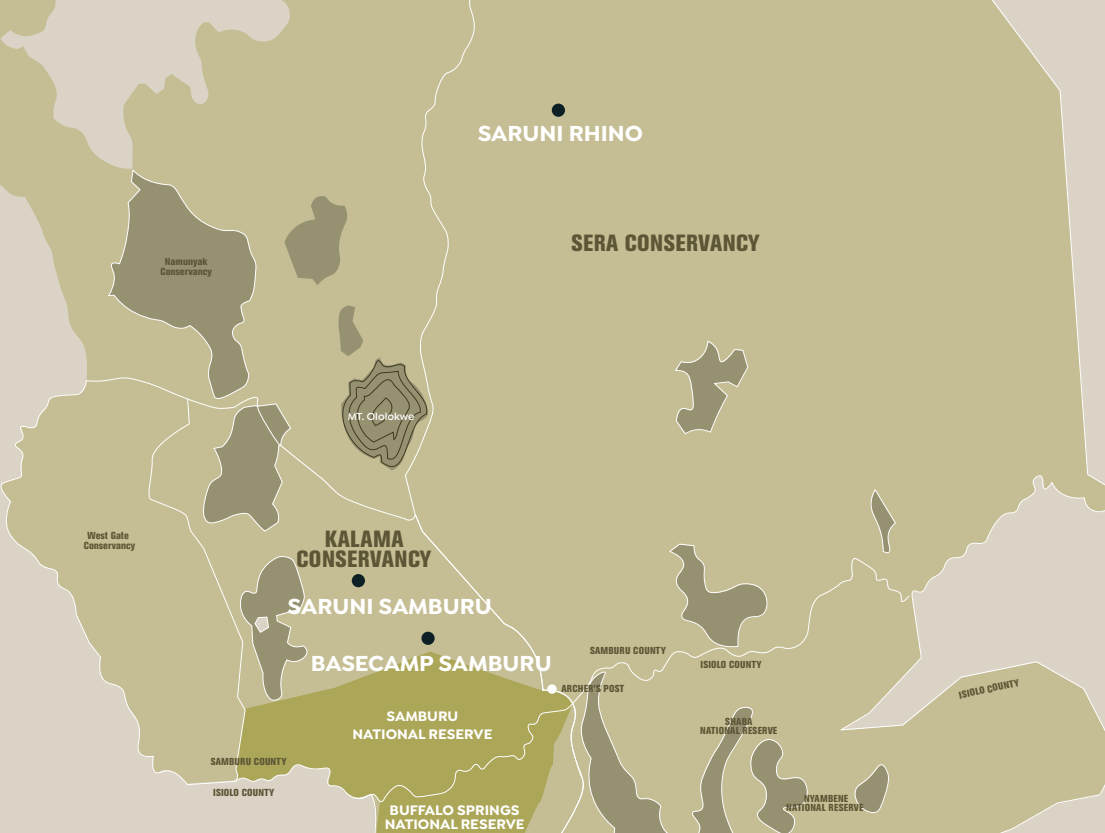 SARUNI RHINO
SERA CONSERVANCY
Namunyak
Conservancy
MT. Ololokwe
West Gate
Conservancy
KALAMA
CONSERVANCY
SARUNI SAMBURU
BASECAMP SAMBURU
SAMBURU COUNTY
ISIOLO COUNTY
ARCHER'S POST
ISIOLO COUNTY
SAMBURU
NATIONAL RESERVE
SHABA
NATIONAL RESERVE
SAMBURU COUNTY
ISIOLO COUNTY
NYAMBENE
NATIONAL RESERVE
BUFFALO SPRINGS
NATIONAL RESERVE